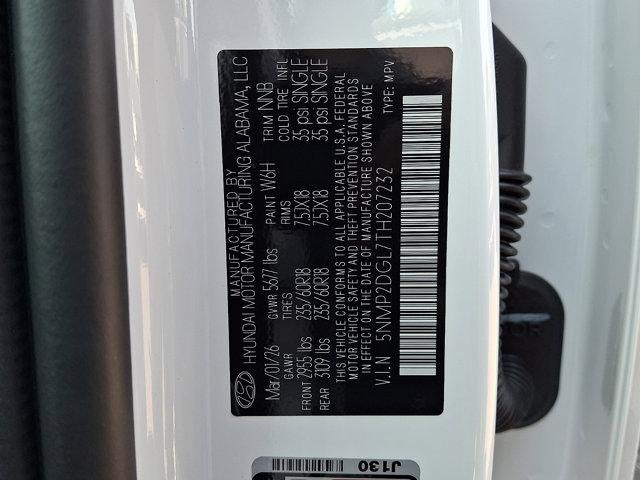 MANUFACTURED BY
HYUNDAI MOTOR MANUFACTURING ALABAMA, LLC
Mar/01/26 PAINT W6H TRIM NNB
GVWR 5677 lbs
GAWR TIRES RIMS COLD TIRE INFL
FRONT 2955 lbs 235/60R18 7.5JX18 35 psi SINGLE
REAR 3109 lbs 235/60R18 7.5JX18 35 psi SINGLE
THIS VEHICLE CONFORMS TO ALL APPLICABLE U.S.A. FEDERAL
MOTOR VEHICLE SAFETY AND THEFT PREVENTION STANDARDS
IN EFFECT ON THE DATE OF MANUFACTURE SHOWN ABOVE
V.I.N 5NMP2DGL7TH207232 TYPE: MPV
J130